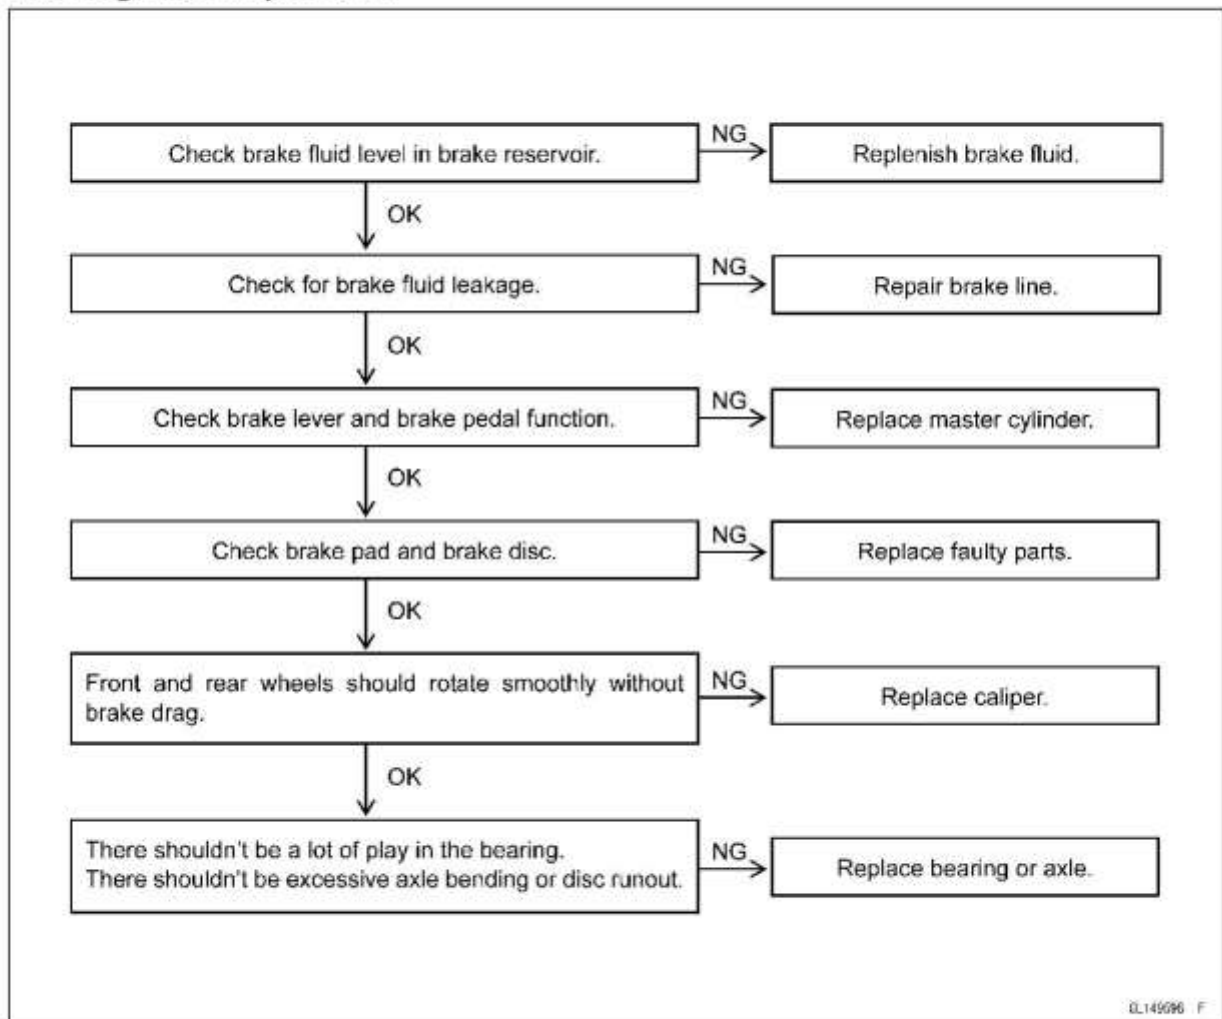 Check brake fluid level in brake reservoir.
NG
Replenish brake fluid.
OK
Check for brake fluid leakage.
NG
Repair brake line.
OK
Check brake lever and brake pedal function.
NG
Replace master cylinder.
OK
Check brake pad and brake disc.
NG
Replace faulty parts.
OK
Front and rear wheels should rotate smoothly without
brake drag.
NG
Replace caliper.
OK
There shouldn't be a lot of play in the bearing.
There shouldn't be excessive axle bending or disc runout.
NG
Replace bearing or axle.